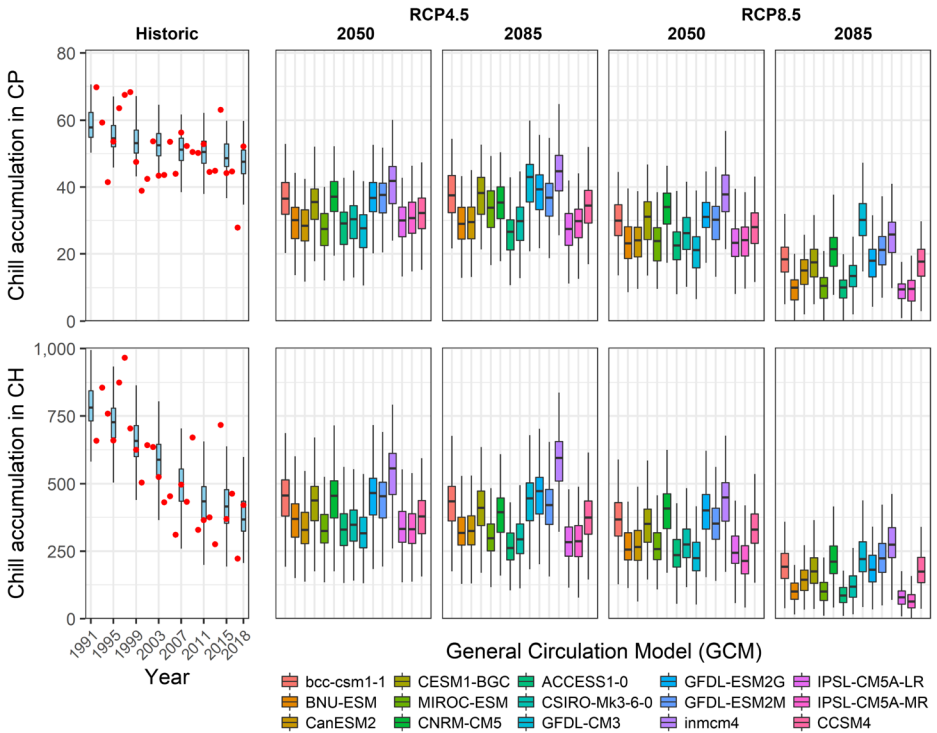 RCP4.5 RCP8.5
Historic 2050 2085 2050 2085
Chill accumulation in CP
80
60
40
20
0
Chill accumulation in CH
1,000
750
500
250
0
1991 1995 1999 2003 2007 2011 2015 2018
Year
General Circulation Model (GCM)
bcc-csm1-1 CESM1-BGC ACCESS1-0 GFDL-ESM2G IPSL-CM5A-LR
BNU-ESM MIROC-ESM CSIRO-Mk3-6-0 GFDL-ESM2M IPSL-CM5A-MR
CanESM2 CNRM-CM5 GFDL-CM3 inmcm4 CCSM4